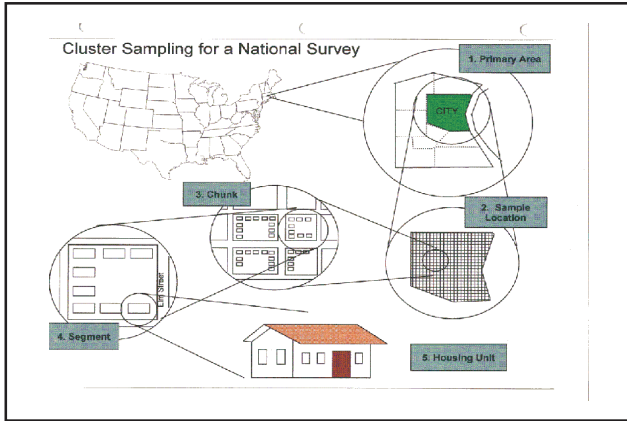 Cluster Sampling for a National Survey
1. Primary Area
CITY
2. Sample
Location
3. Chunk
Elm Street
4. Segment
5. Housing Unit